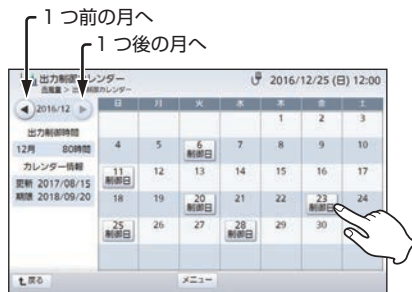 1つ前の月へ
1つ後の月へ
出力制御カレンダー
2016/12/25 (日) 12:00
2016/12
日 月 火 水 木 金 土
1 2 3
4 5 6 7 8 9 10
制御日
11 12 13 14 15 16 17
制御日
18 19 20 21 22 23 24
制御日 制御日
25 26 27 28 29 30
制御日 制御日
出力制御時間
12月 80時間
カレンダー情報
更新 2017/08/15
期限 2018/09/20
戻る
メニュー